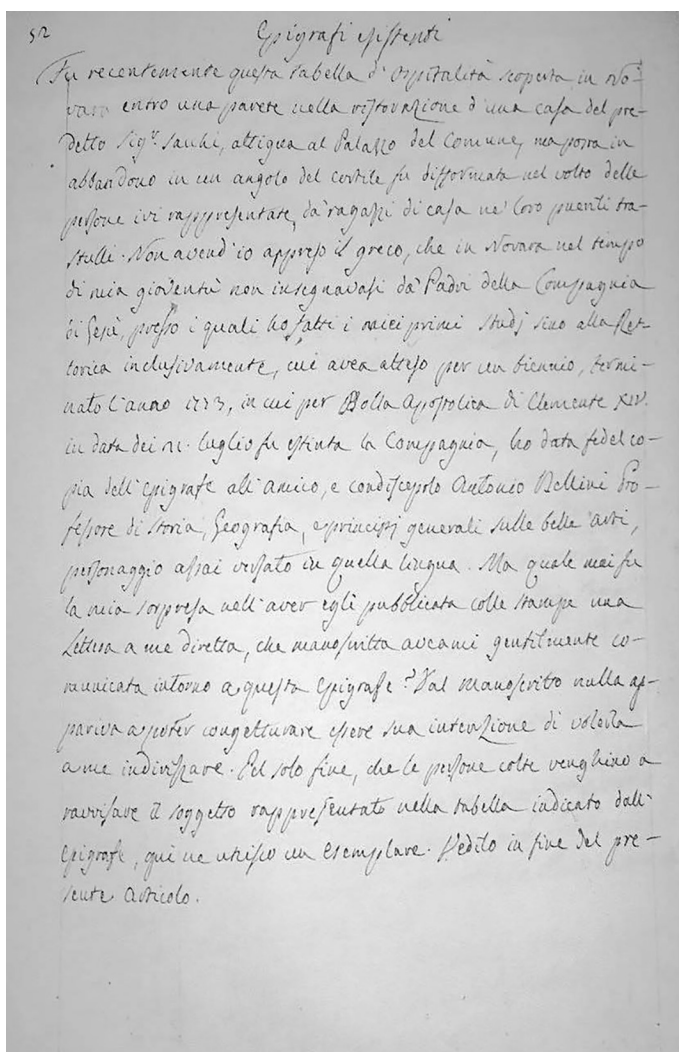 52
Epigrafi esistenti
Fu recentemente questa tabella d'Ospitalità scoperta in No-
vara entro una parete nella ristorazione d'una casa del pre-
detto Sig.r Sacchi, attigua al Palazzo del Comune, ma posta in
abbandono in un angolo del cortile fu difformata nel volto delle
persone ivi rappresentate, da' ragazzi di casa ne' loro puerili tra-
stulli. Non avend'io appreso il greco, che in Novara nel tempo
di mia gioventù non insegnavasi da' Padri della Compagnia
di Gesù, presso i quali ho fatti i miei primi studj sino alla Ret-
torica inclusivamente, cui avea atteso per un biennio, termi-
nato l'anno 1773, in cui per Bolla Apostolica di Clemente XIV.
in data dei 21. luglio fu estinta la Compagnia, ho data fedel co-
pia dell'epigrafe all'amico, e condiscepolo Antonio Bellini Pro-
fessore di Storia, Geografia, e principj generali sulle belle arti,
personaggio assai versato in quella lingua. Ma quale mai fu
la mia sorpresa nell'aver egli pubblicata colle stampe una
Lettera a me diretta, che manoscritta aveami gentilmente co-
municata intorno a questa Epigrafe? Dal manoscritto nulla ap-
pariva a poter congetturare essere sua intenzione di volerla
a me indirizzare. Pel solo fine, che le persone colte venghino a
ravvisare il soggetto rappresentato nella tabella indicato dall'
Epigrafe, qui ne unisco un esemplare. Vedilo in fine del pre-
sente articolo.